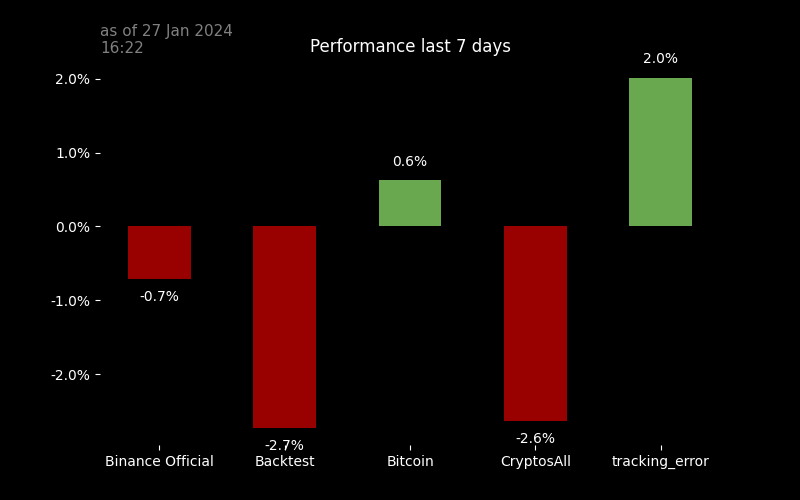 as of 27 Jan 2024
16:22
Performance last 7 days
2.0%
2.0%
1.0%
0.6%
0.0%
-0.7%
-1.0%
-2.0%
-2.7%
-2.6%
Binance Official
Backtest
Bitcoin
CryptosAll
tracking_error